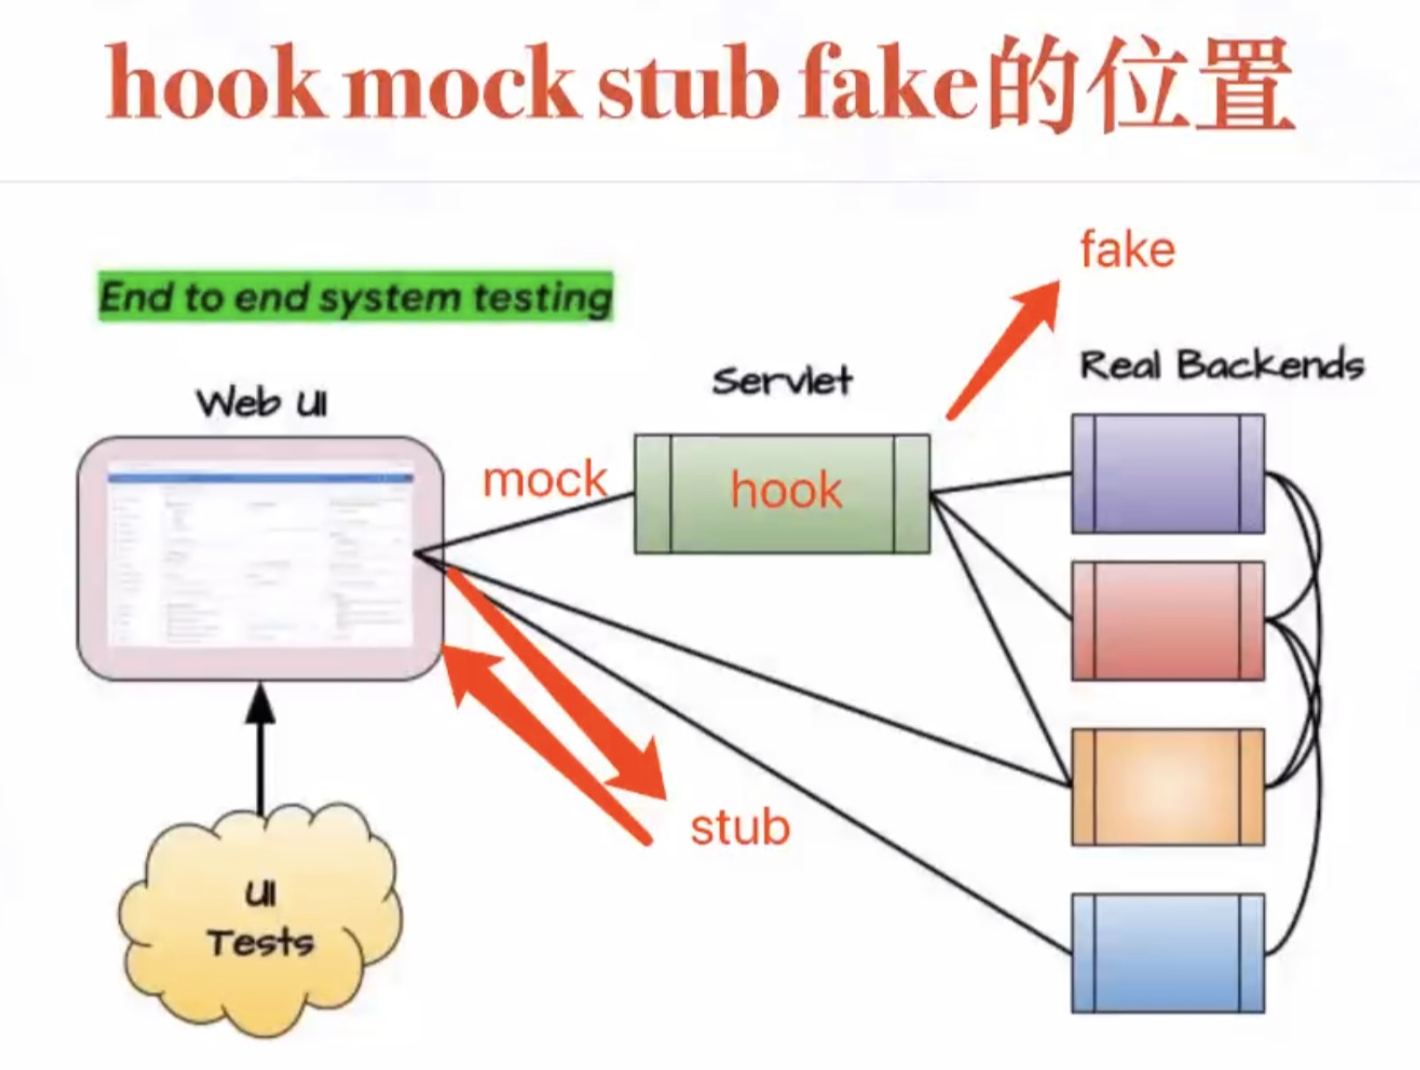 hook mock stub fake的位置
End to end system testing
fake
Real Backends
Servlet
Web UI
mock
hook
stub
UI
Tests